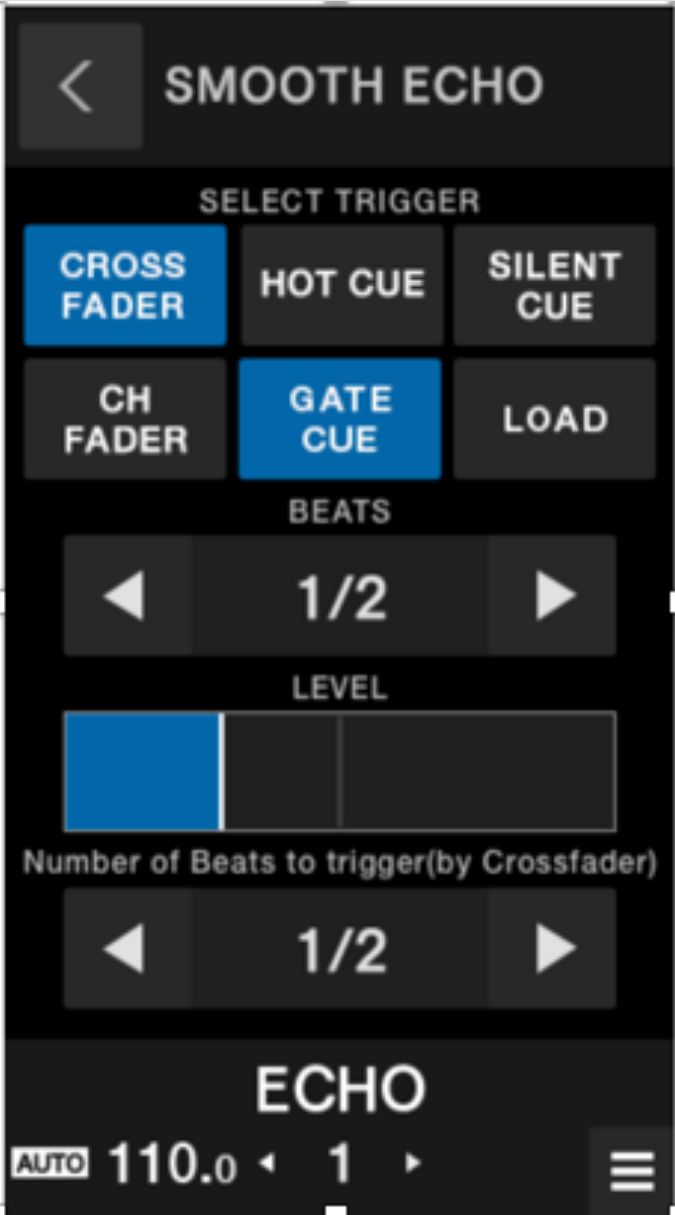 SMOOTH ECHO
SELECT TRIGGER
CROSS
FADER
HOT CUE
SILENT
CUE
CH
FADER
GATE
CUE
LOAD
BEATS
1/2
LEVEL
Number of Beats to trigger(by Crossfader)
1/2
ECHO
AUTO 110.0 1